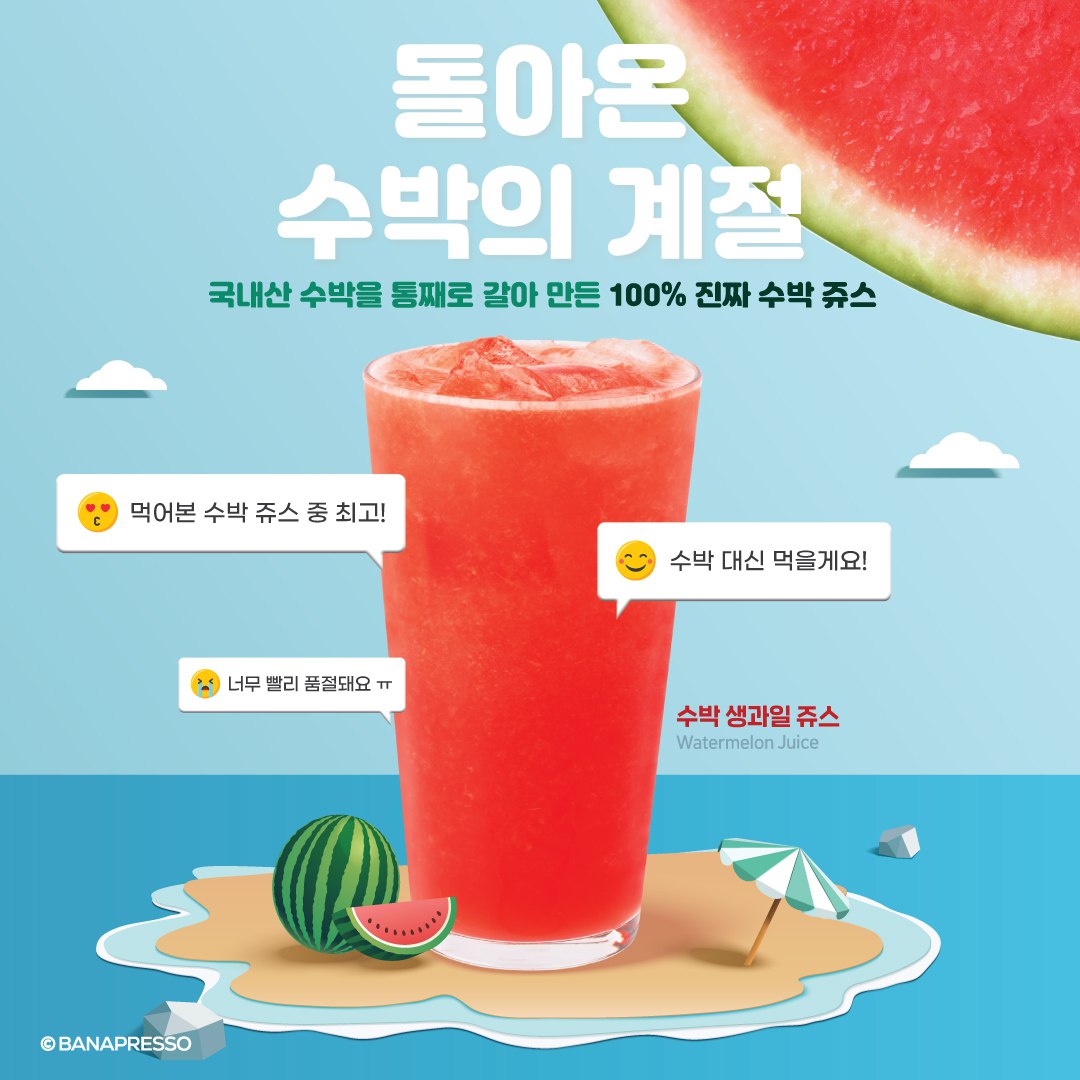 돌아온
수박의 계절
국내산 수박을 통째로 갈아 만든 100% 진짜 수박 쥬스
먹어본 수박 쥬스 중 최고!
수박 대신 먹을게요!
너무 빨리 품절돼요 ㅠ
수박 생과일 쥬스
Watermelon Juice
© BANAPRESSO